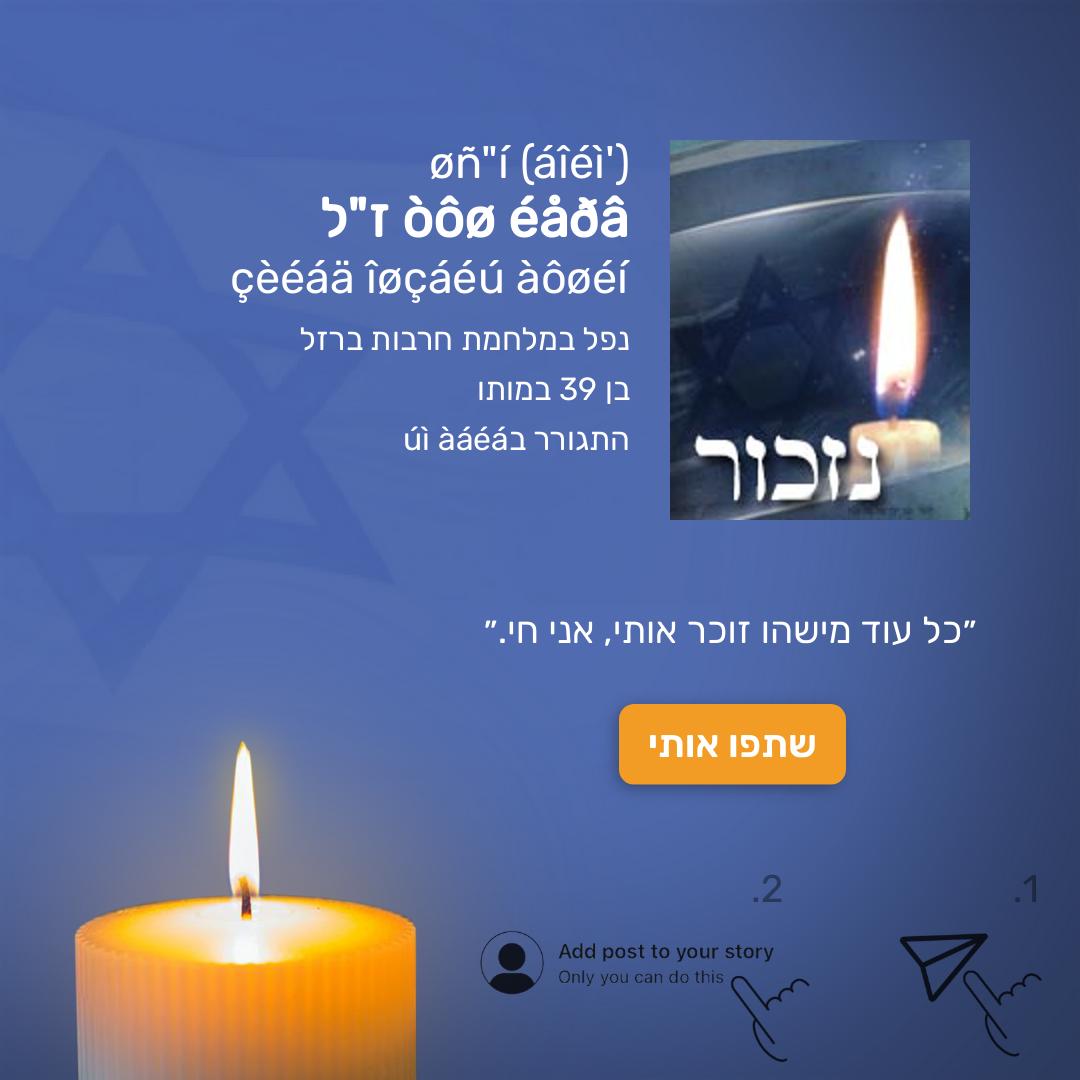 øñ"í (áîéì')
òôø éåðâ ז"ל
çèéáä îøçáéú àôøéí
נפל במלחמת חרבות ברזל
בן 39 במותו
התגורר בúì àáéá
נזכור
״כל עוד מישהו זוכר אותי, אני חי.״
שתפו אותי
1.
2.
Add post to your story
Only you can do this